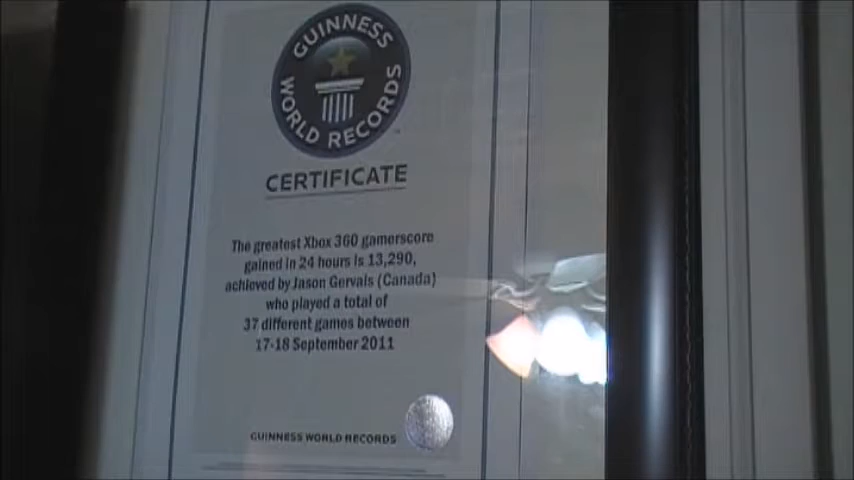 GUINNESS
WORLD RECORDS
CERTIFICATE
The greatest Xbox 360 gamerscore
gained in 24 hours is 13,290,
achieved by Jason Gervais (Canada)
who played a total of
37 different games between
17-18 September 2011
GUINNESS WORLD RECORDS